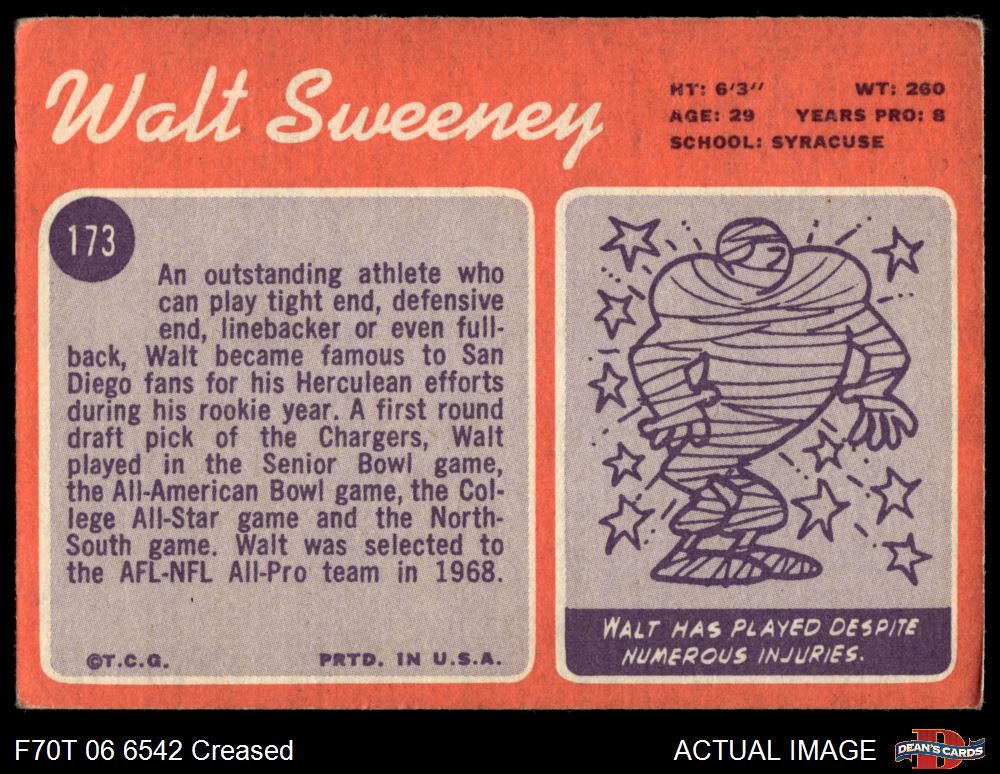 Walt Sweeney
HT: 6'3" WT: 260
AGE: 29 YEARS PRO: 8
SCHOOL: SYRACUSE
173
An outstanding athlete who
can play tight end, defensive
end, linebacker or even full-
back, Walt became famous to San
Diego fans for his Herculean efforts
during his rookie year. A first round
draft pick of the Chargers, Walt
played in the Senior Bowl game,
the All-American Bowl game, the Col-
lege All-Star game and the North-
South game. Walt was selected to
the AFL-NFL All-Pro team in 1968.
©T.C.G. PRTD. IN U.S.A.
WALT HAS PLAYED DESPITE
NUMEROUS INJURIES.
F70T 06 6542 Creased
ACTUAL IMAGE
D
DEAN'S CARDS